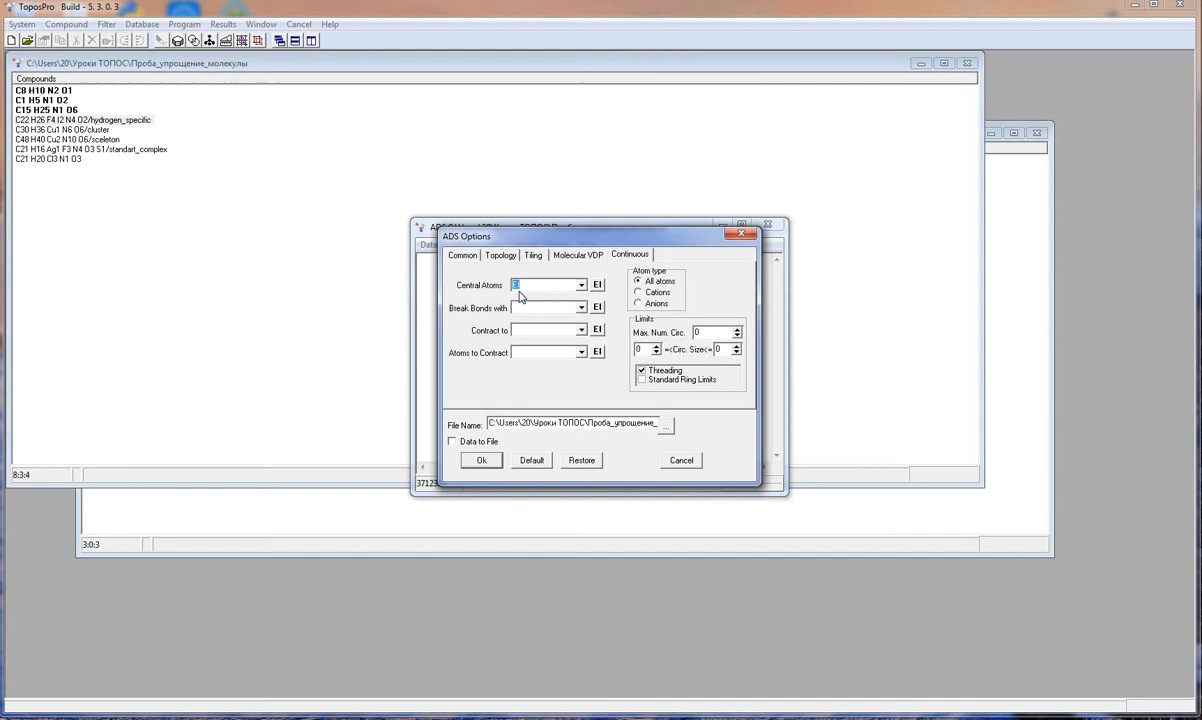 ToposPro Build - 5. 3. 0. 3
System Compound Filter Database Program Results Window Cancel Help
C:\Users\20\Уроки ТОПОС\Проба_упрощение_молекулы
Compounds
C8 H10 N2 O1
C1 H5 N1 O2
C15 H25 N1 O6
C22 H26 F4 I2 N4 O2/hydrogen_specific
C30 H36 Cu1 N6 O6/cluster
C48 H40 Cu2 N10 O6/sceleton
C21 H16 Ag1 F3 N4 O3 S1/standart_complex
C21 H20 Cl3 N1 O3
ADS Options
Common Topology Tiling Molecular VDP Continuous
Central Atoms El El
Break Bonds with El
Contract to El
Atoms to Contract El
Atom type
All atoms
Cations
Anions
Limits
Max. Num. Circ. 0
0 =<Circ. Size<= 0
Threading
Standard Ring Limits
File Name: C:\Users\20\Уроки ТОПОС\Проба_упрощение_ ...
Data to File
Ok Default Restore Cancel
8:3:4
37123
3:0:3